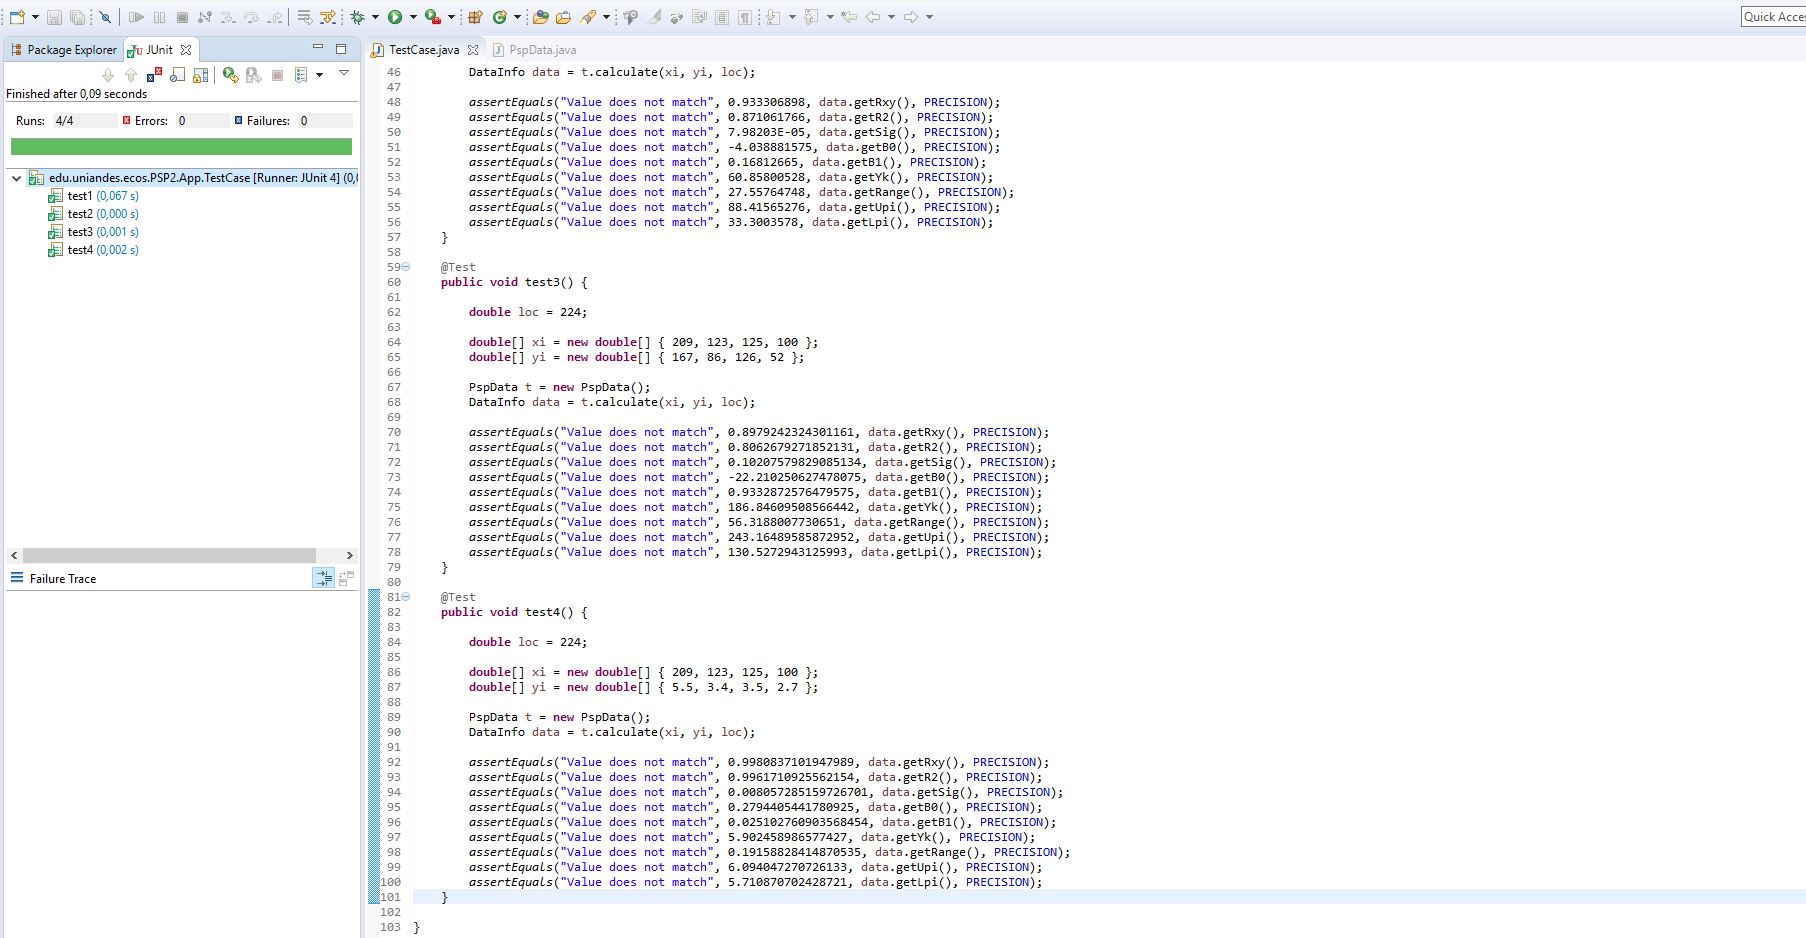 Quick Acce
Package Explorer
JUnit
Finished after 0,09 seconds
Runs: 4/4 Errors: 0 Failures: 0
edu.uniandes.ecos.PSP2.App.TestCase [Runner: JUnit 4] (0,0
test1 (0,067 s)
test2 (0,000 s)
test3 (0,001 s)
test4 (0,002 s)
Failure Trace
TestCase.java
PspData.java
46 DataInfo data = t.calculate(xi, yi, loc);
47
48 assertEquals("Value does not match", 0.933306898, data.getRxy(), PRECISION);
49 assertEquals("Value does not match", 0.871061766, data.getR2(), PRECISION);
50 assertEquals("Value does not match", 7.98203E-05, data.getSig(), PRECISION);
51 assertEquals("Value does not match", -4.038881575, data.getB0(), PRECISION);
52 assertEquals("Value does not match", 0.16812665, data.getB1(), PRECISION);
53 assertEquals("Value does not match", 60.85800528, data.getYk(), PRECISION);
54 assertEquals("Value does not match", 27.55764748, data.getRange(), PRECISION);
55 assertEquals("Value does not match", 88.41565276, data.getUpi(), PRECISION);
56 assertEquals("Value does not match", 33.3003578, data.getLpi(), PRECISION);
57 }
58
59 @Test
60 public void test3() {
61
62 double loc = 224;
63
64 double[] xi = new double[] { 209, 123, 125, 100 };
65 double[] yi = new double[] { 167, 86, 126, 52 };
66
67 PspData t = new PspData();
68 DataInfo data = t.calculate(xi, yi, loc);
69
70 assertEquals("Value does not match", 0.8979242324301161, data.getRxy(), PRECISION);
71 assertEquals("Value does not match", 0.8062679271852131, data.getR2(), PRECISION);
72 assertEquals("Value does not match", 0.10207579829085134, data.getSig(), PRECISION);
73 assertEquals("Value does not match", -22.210250627478075, data.getB0(), PRECISION);
74 assertEquals("Value does not match", 0.9332872576479575, data.getB1(), PRECISION);
75 assertEquals("Value does not match", 186.84609508566442, data.getYk(), PRECISION);
76 assertEquals("Value does not match", 56.3188007730651, data.getRange(), PRECISION);
77 assertEquals("Value does not match", 243.16489585872952, data.getUpi(), PRECISION);
78 assertEquals("Value does not match", 130.5272943125993, data.getLpi(), PRECISION);
79 }
80
81 @Test
82 public void test4() {
83
84 double loc = 224;
85
86 double[] xi = new double[] { 209, 123, 125, 100 };
87 double[] yi = new double[] { 5.5, 3.4, 3.5, 2.7 };
88
89 PspData t = new PspData();
90 DataInfo data = t.calculate(xi, yi, loc);
91
92 assertEquals("Value does not match", 0.9980837101947989, data.getRxy(), PRECISION);
93 assertEquals("Value does not match", 0.9961710925562154, data.getR2(), PRECISION);
94 assertEquals("Value does not match", 0.008057285159726701, data.getSig(), PRECISION);
95 assertEquals("Value does not match", 0.2794405441780925, data.getB0(), PRECISION);
96 assertEquals("Value does not match", 0.025102760903568454, data.getB1(), PRECISION);
97 assertEquals("Value does not match", 5.902458986577427, data.getYk(), PRECISION);
98 assertEquals("Value does not match", 0.19158828414870535, data.getRange(), PRECISION);
99 assertEquals("Value does not match", 6.094047270726133, data.getUpi(), PRECISION);
100 assertEquals("Value does not match", 5.710870702428721, data.getLpi(), PRECISION);
101 }
102
103 }